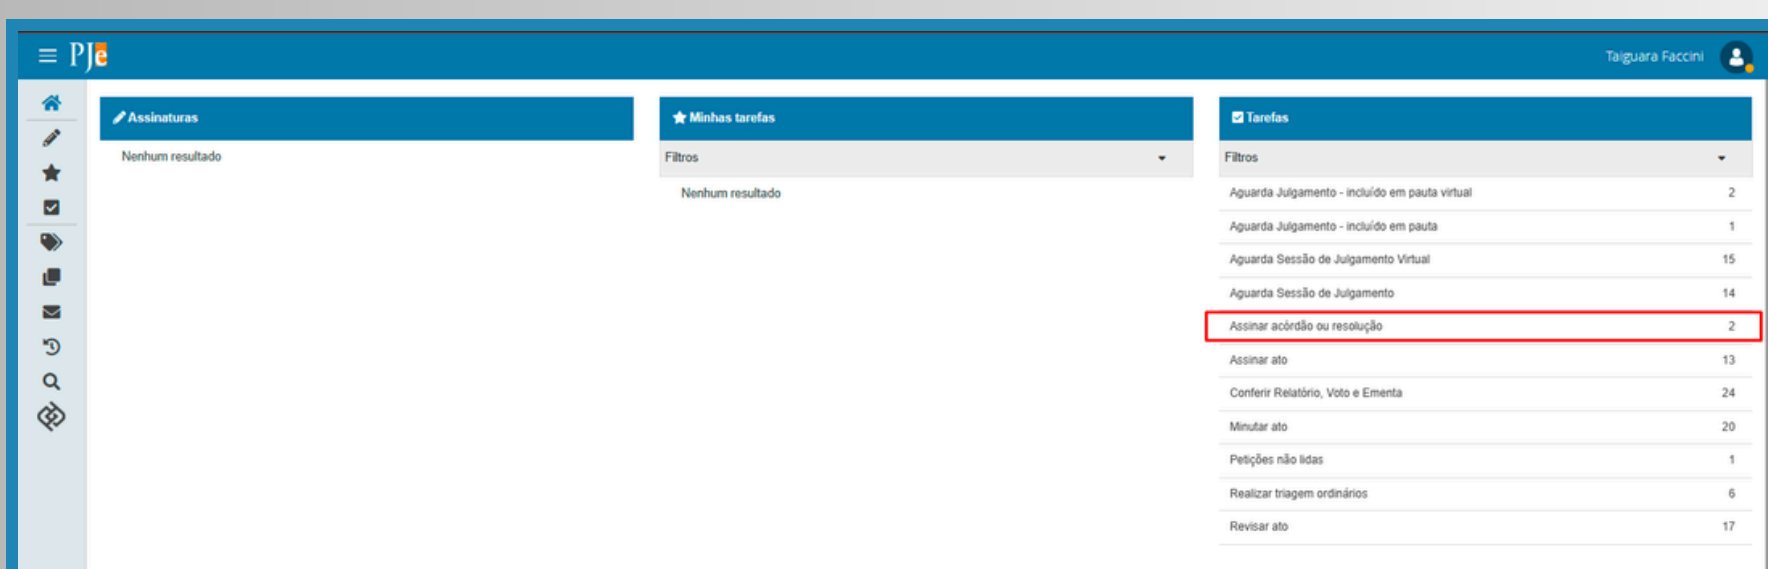 PJe
Taiguara Faccini
Assinaturas
Nenhum resultado
Minhas tarefas
Filtros
Nenhum resultado
Tarefas
Filtros
Aguarda Julgamento - incluído em pauta virtual 2
Aguarda Julgamento - incluído em pauta 1
Aguarda Sessão de Julgamento Virtual 15
Aguarda Sessão de Julgamento 14
Assinar acórdão ou resolução 2
Assinar ato 13
Conferir Relatório, Voto e Ementa 24
Minutar ato 20
Petições não lidas 1
Realizar triagem ordinários 6
Revisar ato 17